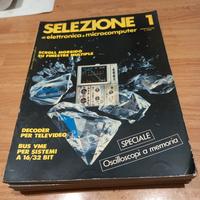 SELEZIONE 1
di elettronica e microcomputer
SCROLL MORBIDO
SU FINESTRE MULTIPLE
DECODER
PER TELEVIDEO
BUS VME
PER SISTEMI
A 16/32 BIT
SPECIALE
Oscilloscopi a memoria